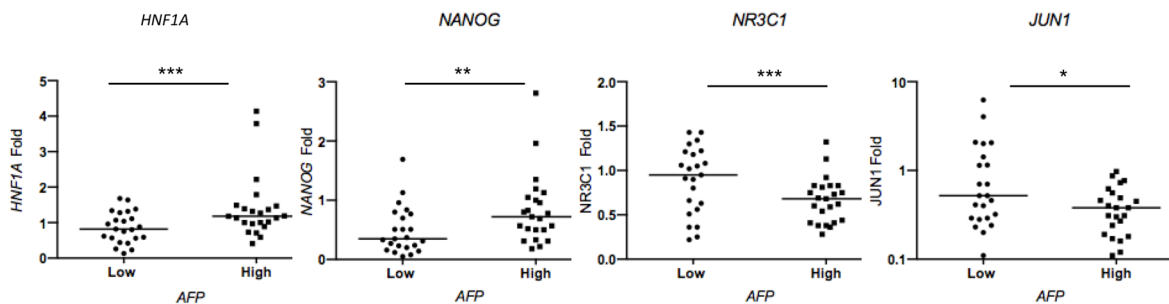 HNF1A
NANOG
NR3C1
JUN1
***
**
***
*
HNF1A Fold
5
4
3
2
1
0
Low
High
AFP
NANOG Fold
3
2
1
0
Low
High
AFP
NR3C1 Fold
2.0
1.5
1.0
0.5
0.0
Low
High
AFP
JUN1 Fold
10
1
0.1
Low
High
AFP